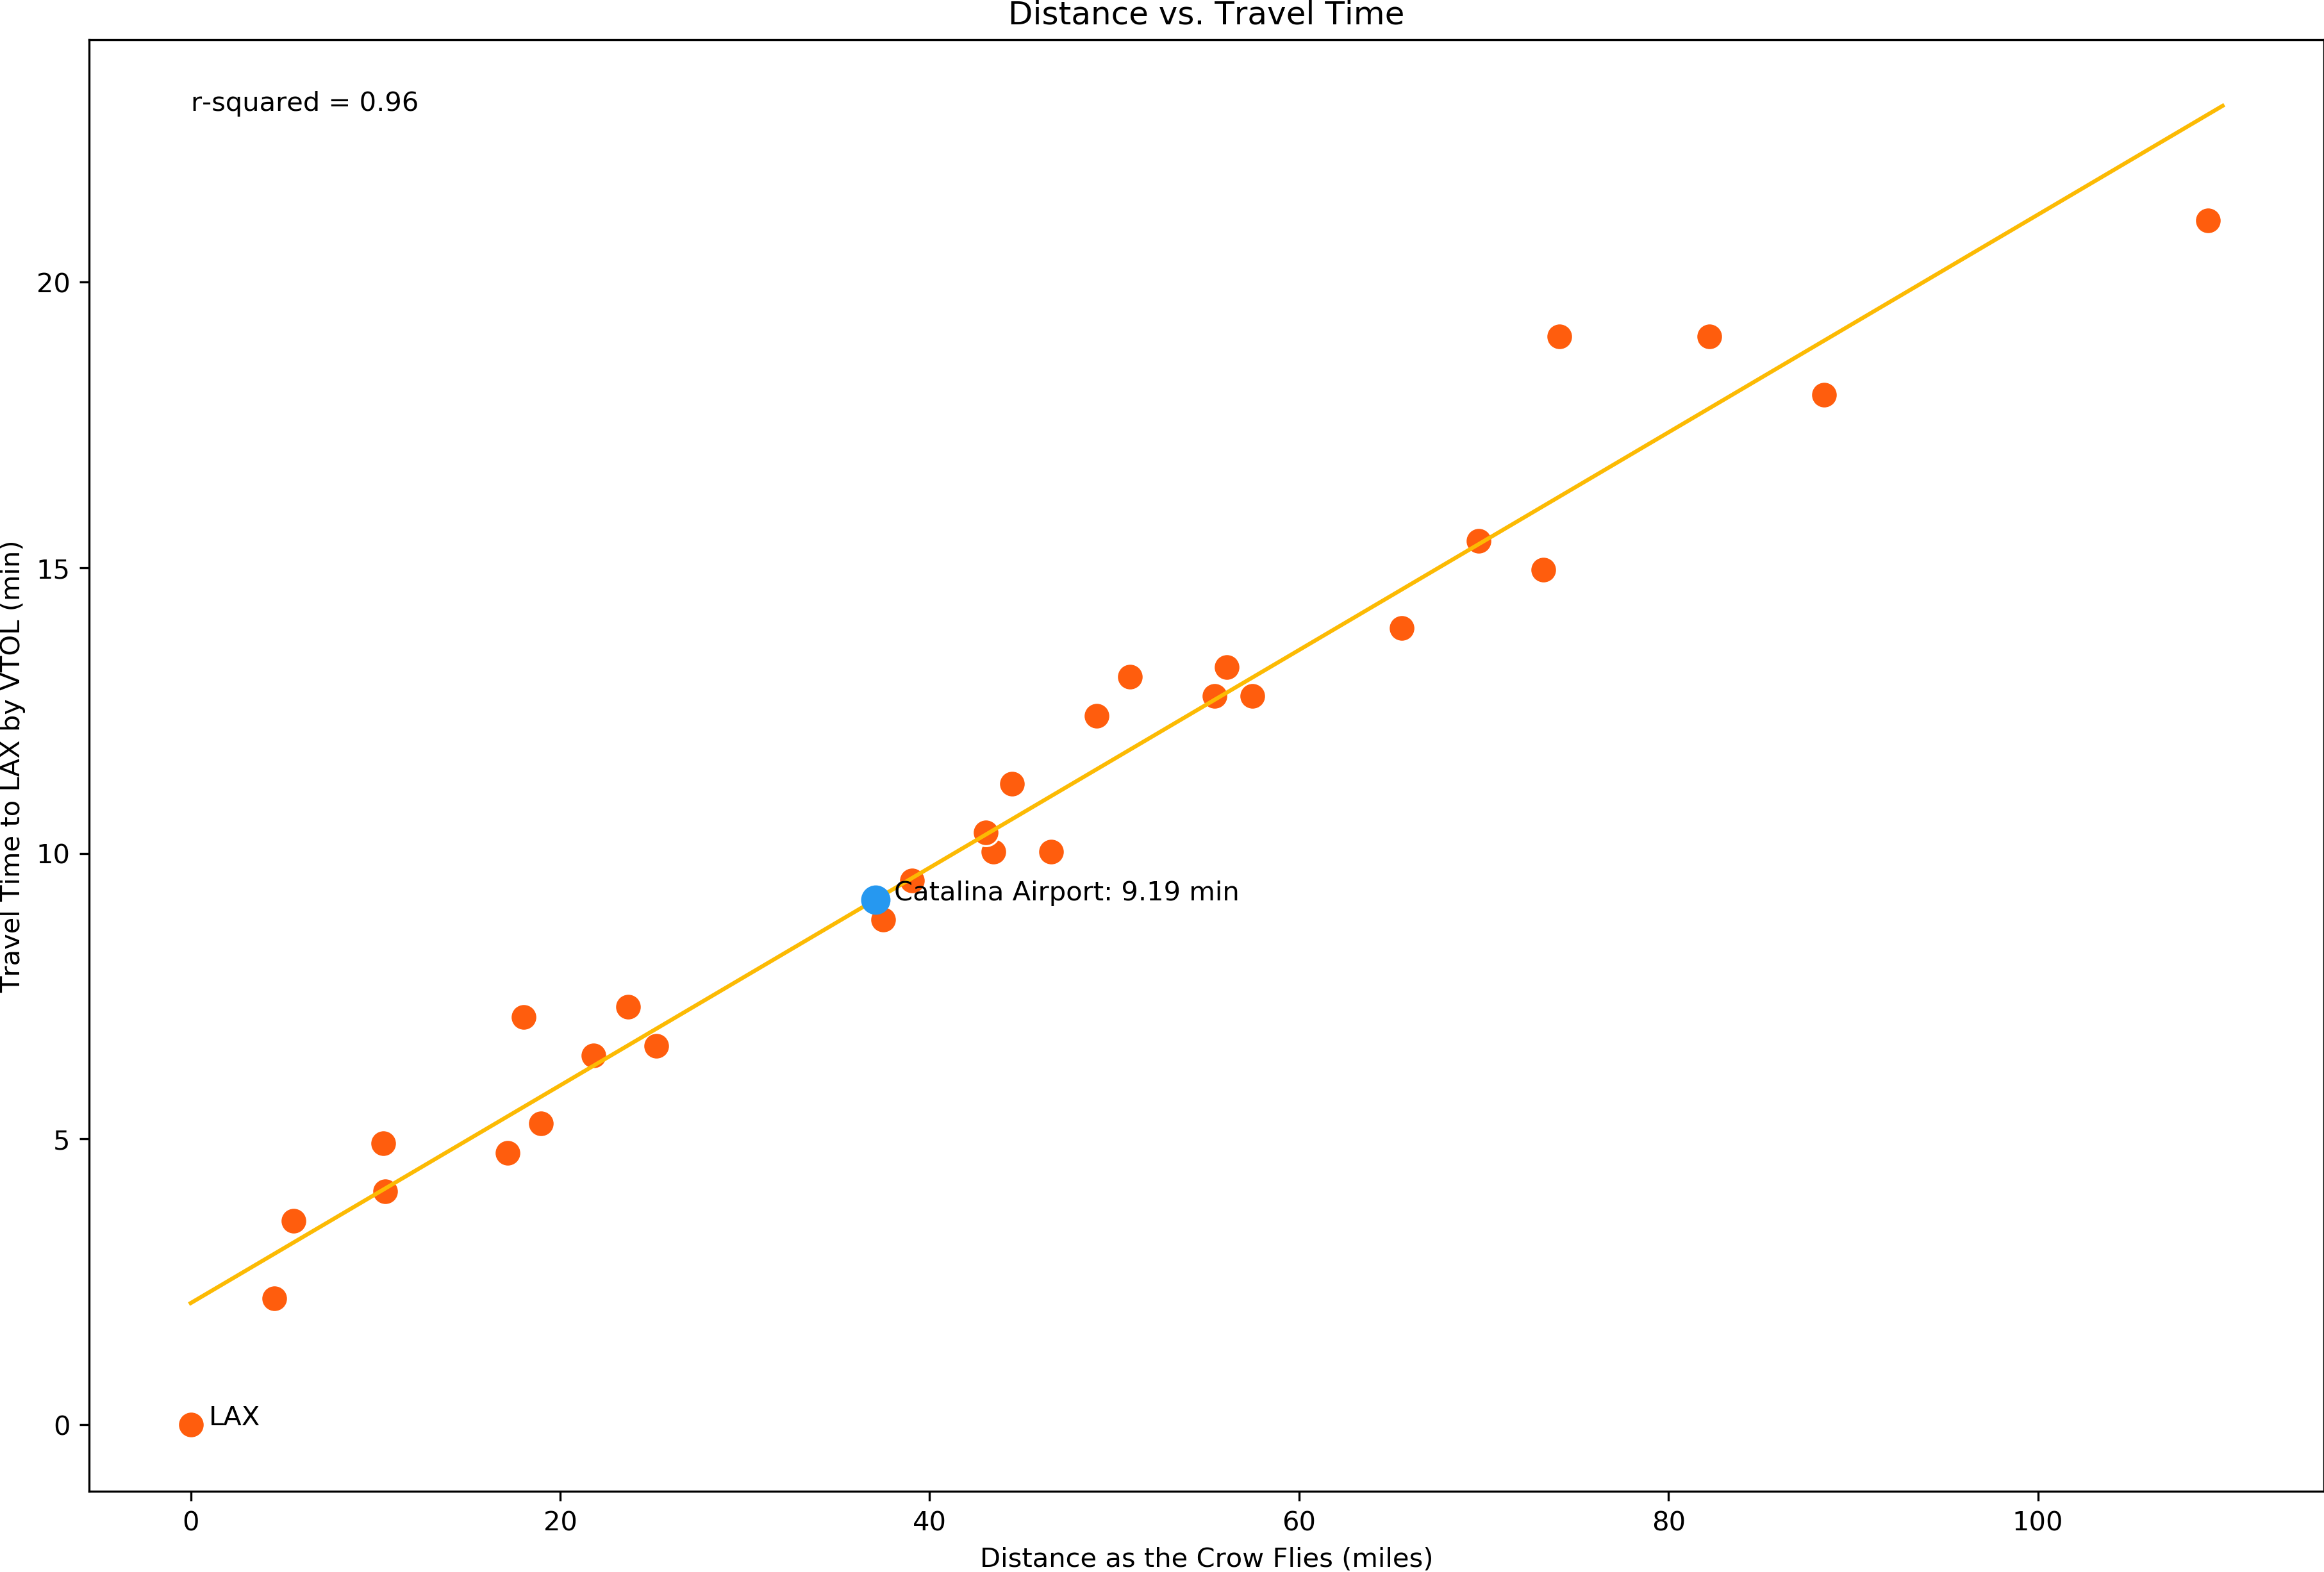 Distance vs. Travel Time
r-squared = 0.96
Travel Time to LAX by VTOL (min)
20
15
10
5
0
Catalina Airport: 9.19 min
LAX
0 20 40 60 80 100
Distance as the Crow Flies (miles)